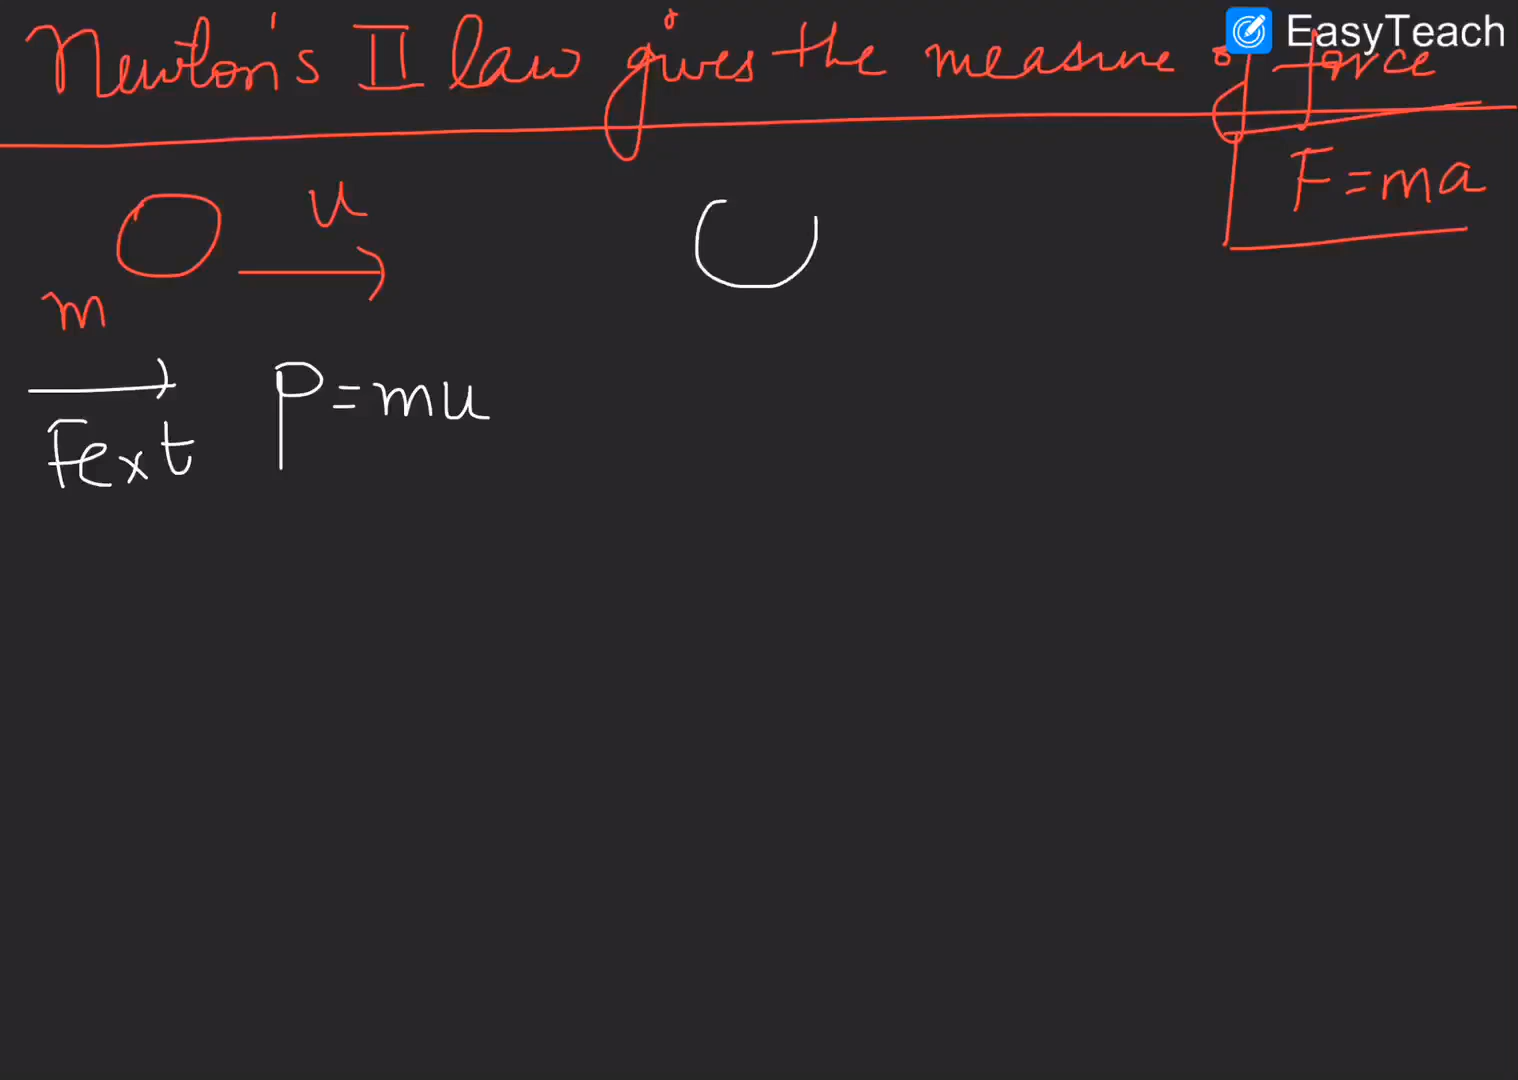 Newton's II law gives the measure of force
EasyTeach
F = ma
u
m
P = mu
Fext